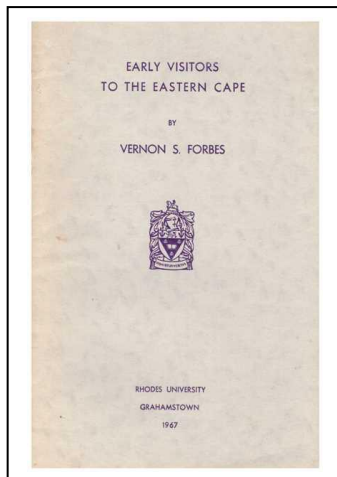 EARLY VISITORS
TO THE EASTERN CAPE
BY
VERNON S. FORBES
RHODES UNIVERSITY
GRAHAMSTOWN
1967